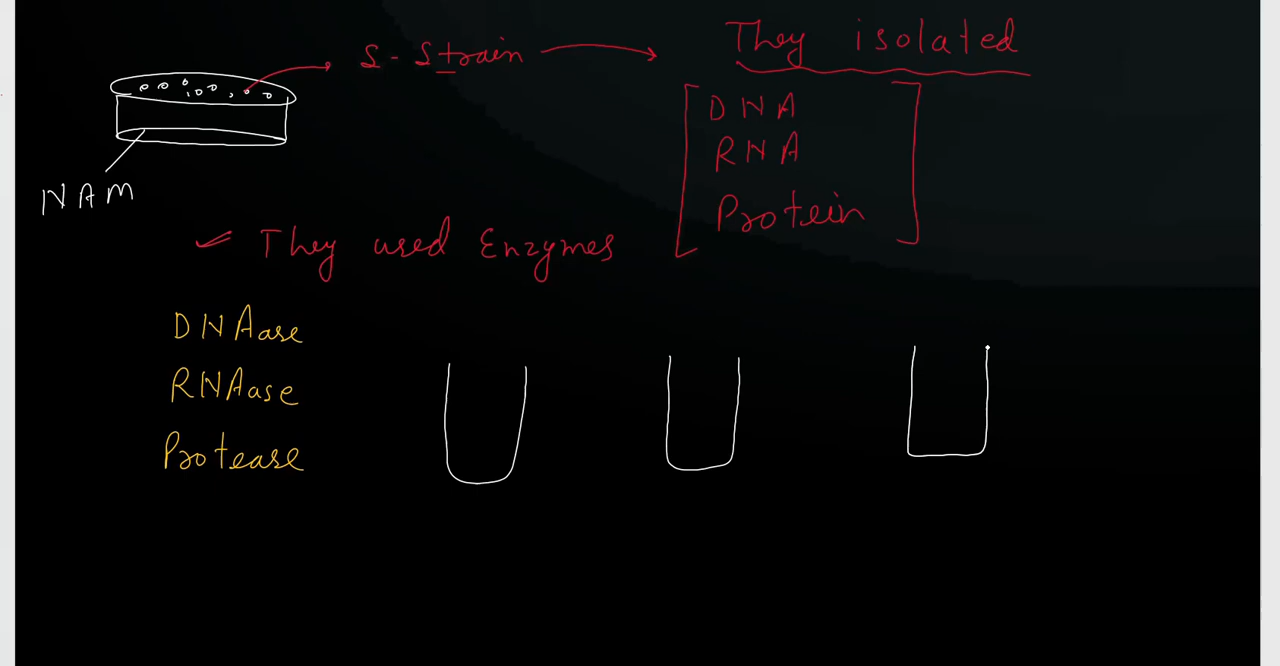 They isolated
S-Strain
DNA
RNA
Protein
NAM
They used Enzymes
DNAase
RNAase
Protease